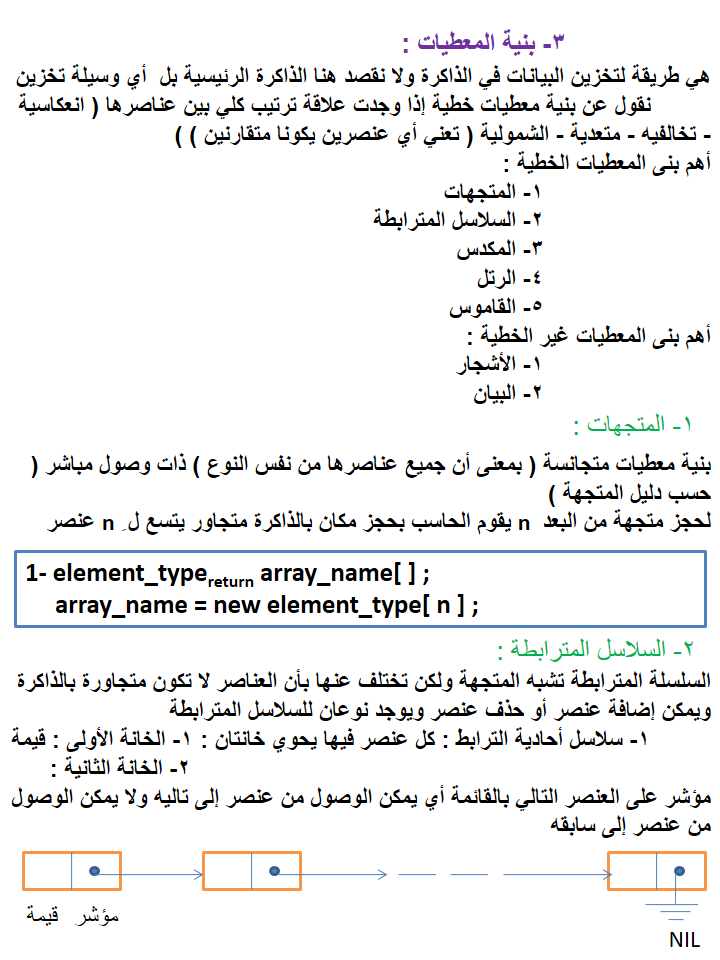 ٣- بنية المعطيات :
هي طريقة لتخزين البيانات في الذاكرة ولا نقصد هنا الذاكرة الرئيسية بل أي وسيلة تخزين
نقول عن بنية معطيات خطية إذا وجدت علاقة ترتيب كلي بين عناصرها ( انعكاسية
- تخالفيه - متعدية - الشمولية ( تعني أي عنصرين يكونا متقارنين ) )
أهم بنى المعطيات الخطية :
١- المتجهات
٢- السلاسل المترابطة
٣- المكدس
٤- الرتل
٥- القاموس
أهم بنى المعطيات غير الخطية :
١- الأشجار
٢- البيان
١- المتجهات :
بنية معطيات متجانسة ( بمعنى أن جميع عناصرها من نفس النوع ) ذات وصول مباشر (
حسب دليل المتجهة )
لحجز متجهة من البعد n يقوم الحاسب بحجز مكان بالذاكرة متجاور يتسع لـِ n عنصر
1- element_typereturn array_name[ ] ;
array_name = new element_type[ n ] ;
٢- السلاسل المترابطة :
السلسلة المترابطة تشبه المتجهة ولكن تختلف عنها بأن العناصر لا تكون متجاورة بالذاكرة
ويمكن إضافة عنصر أو حذف عنصر ويوجد نوعان للسلاسل المترابطة
١- سلاسل أحادية الترابط : كل عنصر فيها يحوي خانتان : ١- الخانة الأولى : قيمة
٢- الخانة الثانية :
مؤشر على العنصر التالي بالقائمة أي يمكن الوصول من عنصر إلى تاليه ولا يمكن الوصول
من عنصر إلى سابقه
مؤشر قيمة
NIL